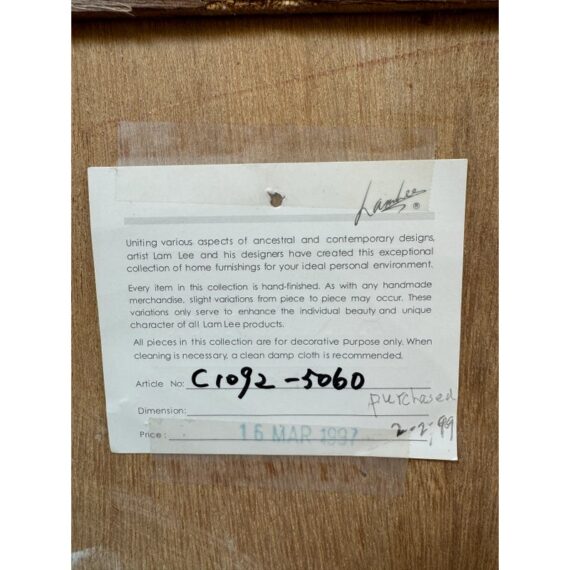 LamLee ®
Uniting various aspects of ancestral and contemporary designs,
artist Lam Lee and his designers have created this exceptional
collection of home furnishings for your ideal personal environment.
Every item in this collection is hand-finished. As with any handmade
merchandise, slight variations from piece to piece may occur. These
variations only serve to enhance the individual beauty and unique
character of all Lam Lee products.
All pieces in this collection are for decorative purpose only. When
cleaning is necessary, a clean damp cloth is recommended.
Article No: C1092-5060
purchased
Dimension:
2-2, 99
Price: 16 MAR 1997